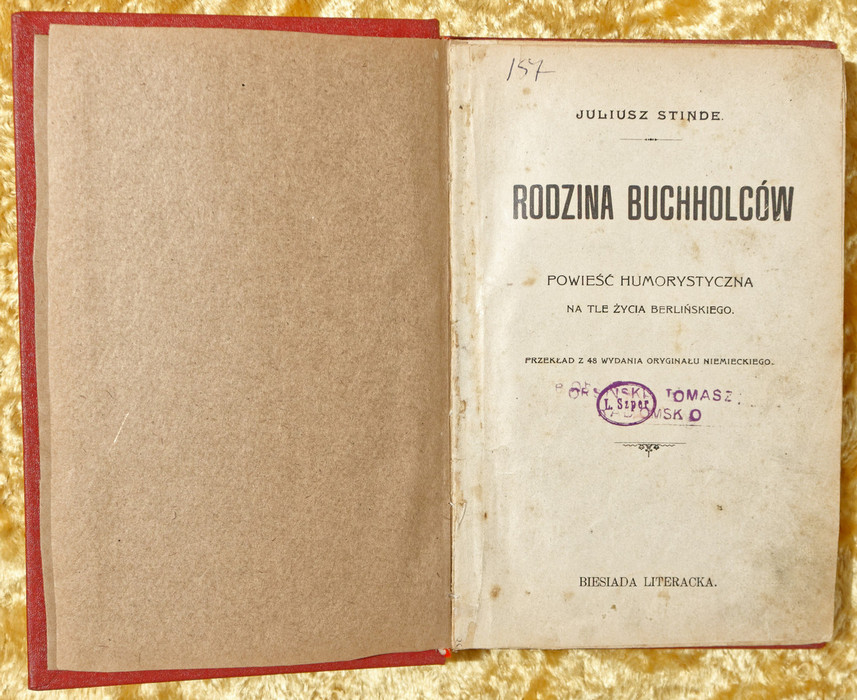 157
JULIUSZ STINDE.
RODZINA BUCHHOLCÓW
POWIEŚĆ HUMORYSTYCZNA
NA TLE ŻYCIA BERLIŃSKIEGO.
PRZEKŁAD Z 48 WYDANIA ORYGINAŁU NIEMIECKIEGO.
TOMASZ
L. Szper
BIESIADA LITERACKA.